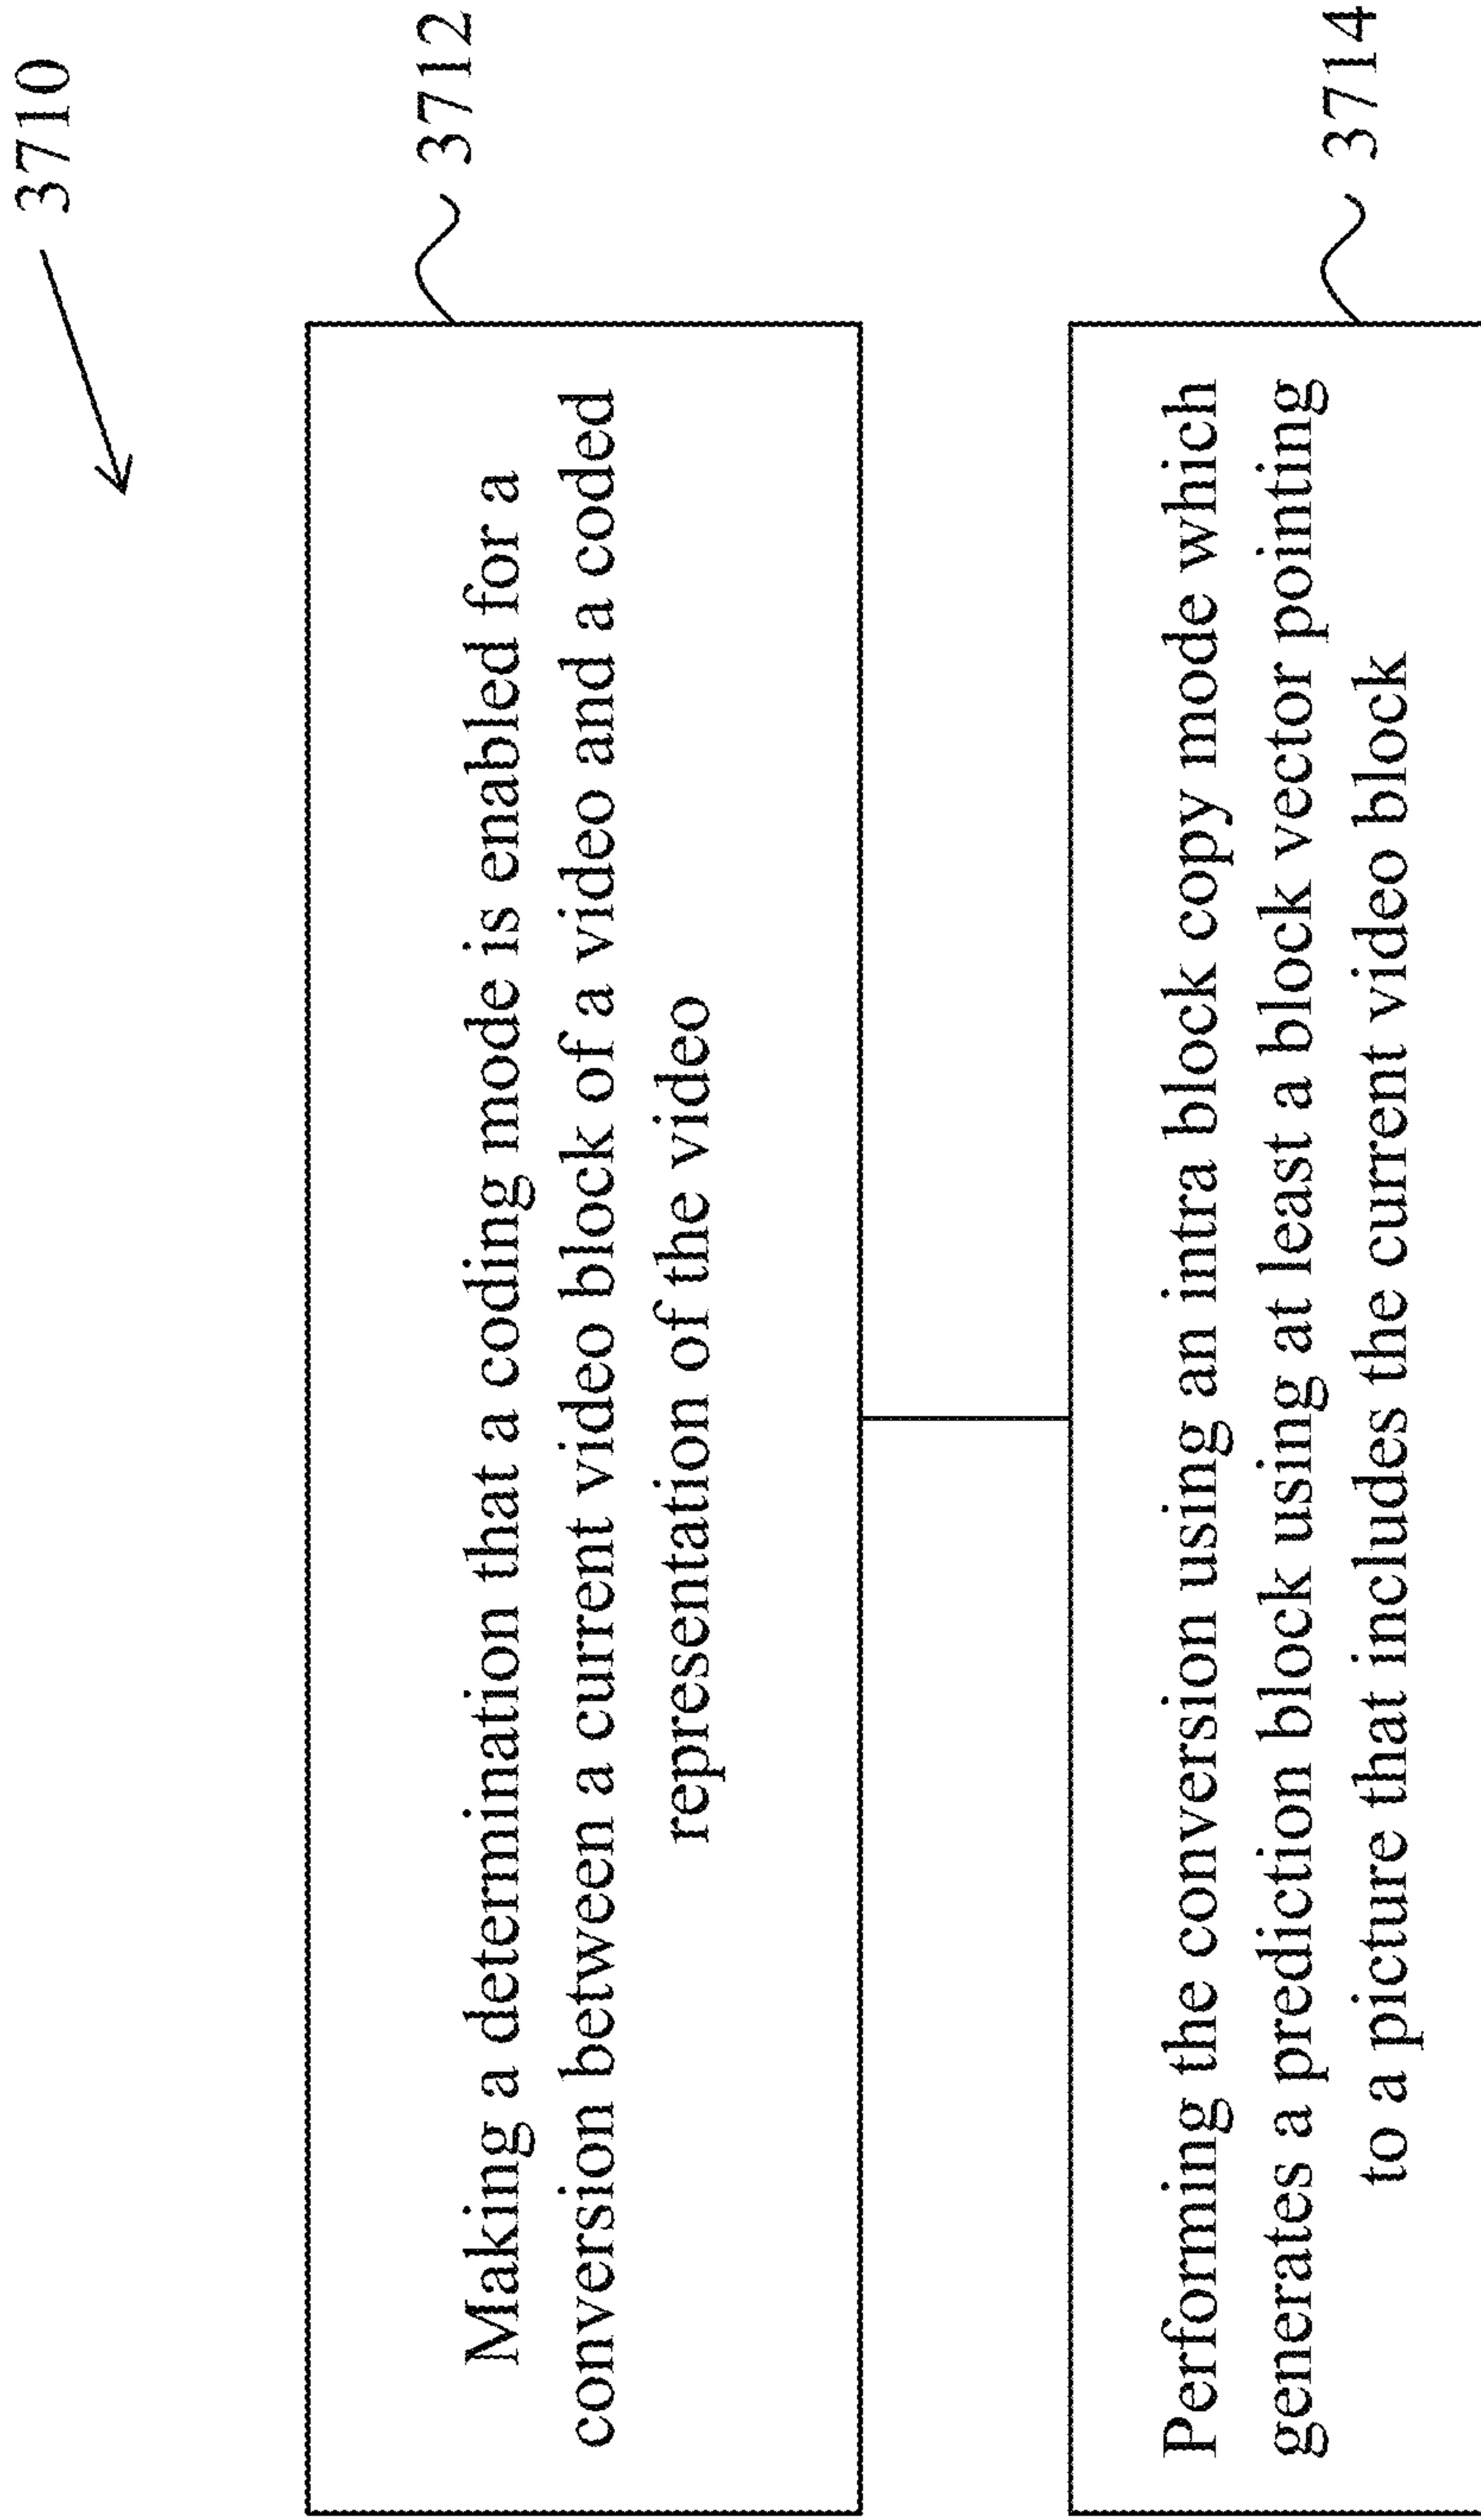 3710
3712
Making a determination that a coding mode is enabled for a
conversion between a current video block of a video and a coded
representation of the video
3714
Performing the conversion using an intra block copy mode which
generates a prediction block using at least a block vector pointing
to a picture that includes the current video block